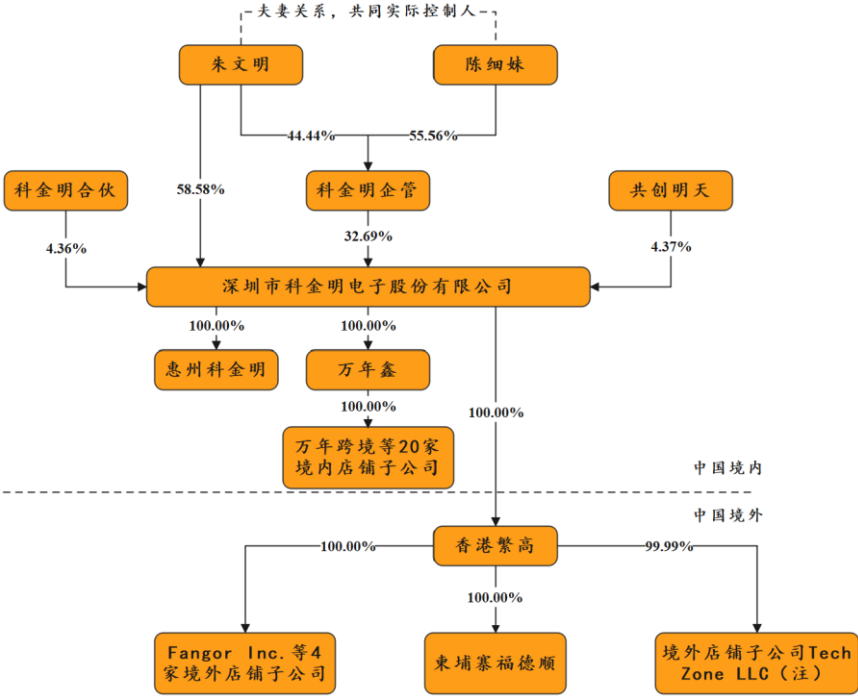 夫妻关系，共同实际控制人
朱文明
陈细妹
44.44%
55.56%
科金明合伙
58.58%
科金明企管
共创明天
4.36%
32.69%
4.37%
深圳市科金明电子股份有限公司
100.00%
100.00%
惠州科金明
万年鑫
100.00%
100.00%
万年跨境等20家
境内店铺子公司
中国境内
中国境外
香港繁高
100.00%
99.99%
100.00%
Fangor Inc.等4
家境外店铺子公司
柬埔寨福德顺
境外店铺子公司Tech
Zone LLC（注）